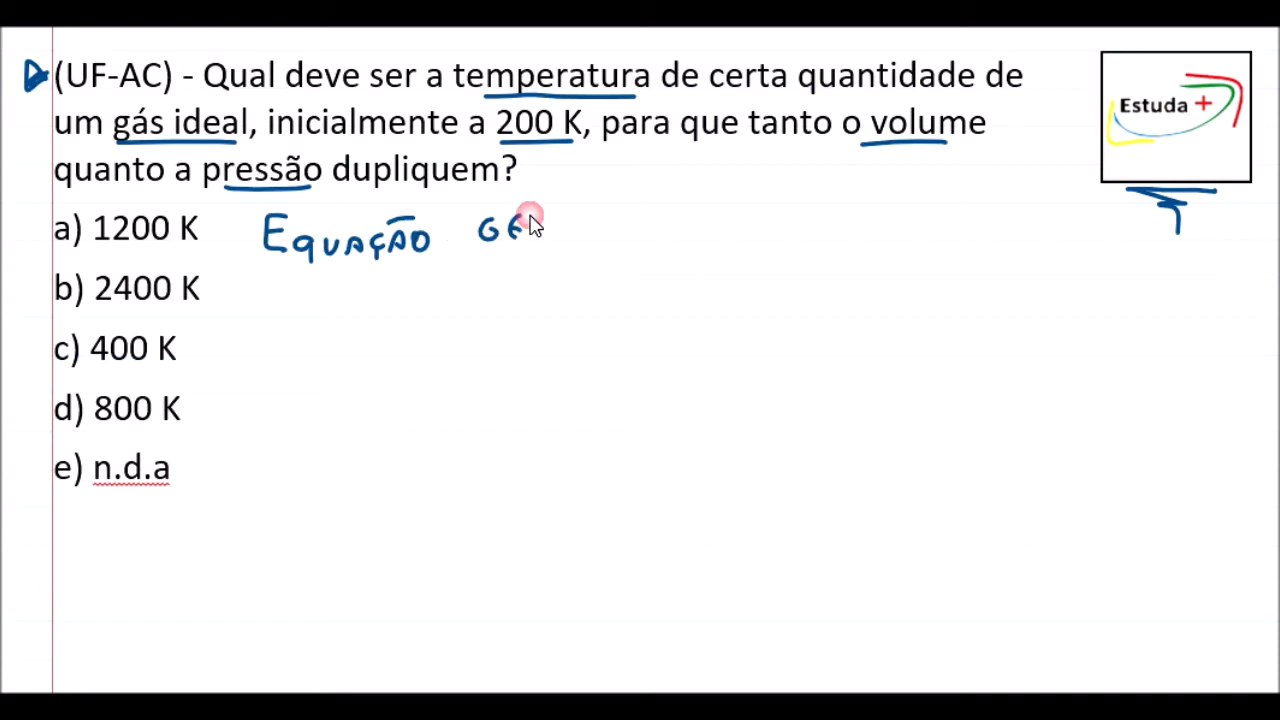 (UF-AC) - Qual deve ser a temperatura de certa quantidade de
um gás ideal, inicialmente a 200 K, para que tanto o volume
quanto a pressão dupliquem?
a) 1200 K
EQUAÇÃO GE
b) 2400 K
c) 400 K
d) 800 K
e) n.d.a
Estuda +